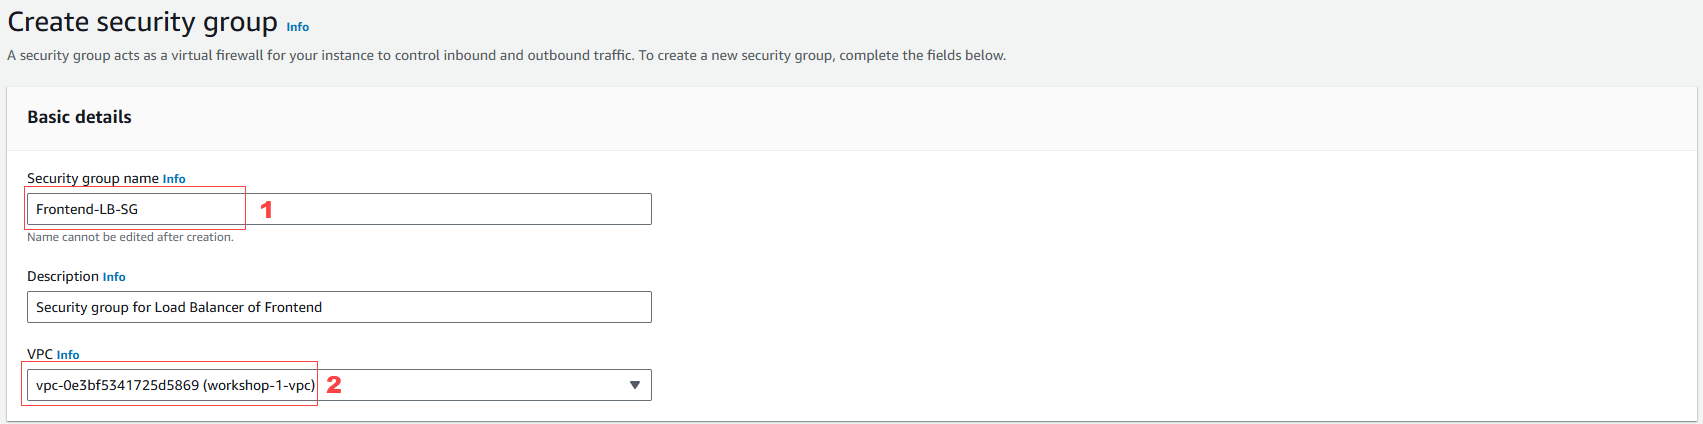 Create security group Info
A security group acts as a virtual firewall for your instance to control inbound and outbound traffic. To create a new security group, complete the fields below.
Basic details
Security group name Info
Frontend-LB-SG 1
Name cannot be edited after creation.
Description Info
Security group for Load Balancer of Frontend
VPC Info
vpc-0e3bf5341725d5869 (workshop-1-vpc) 2